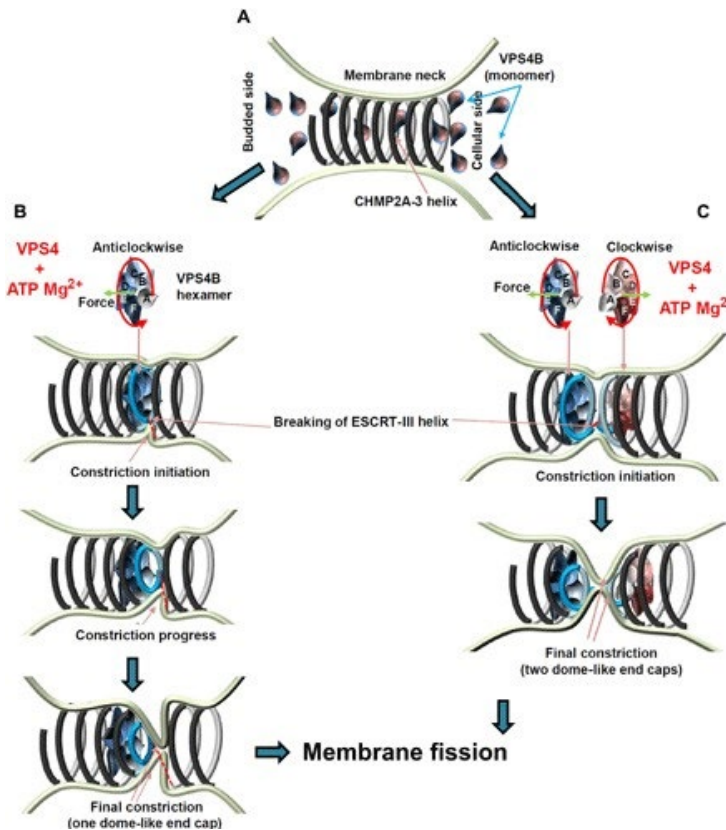 A
Budded side
Membrane neck
VPS4B
(monomer)
Cellular side
CHMP2A-3 helix
B
VPS4
+
ATP Mg²⁺
Anticlockwise
VPS4B
hexamer
Force
A
B
C
D
F
Constriction initiation
Breaking of ESCRT-III helix
Constriction progress
Final constriction
(one dome-like end cap)
C
Anticlockwise
Clockwise
VPS4
+
ATP Mg²
Force
A
B
C
D
F
A
B
C
D
E
F
Constriction initiation
Final constriction
(two dome-like end caps)
Membrane fission